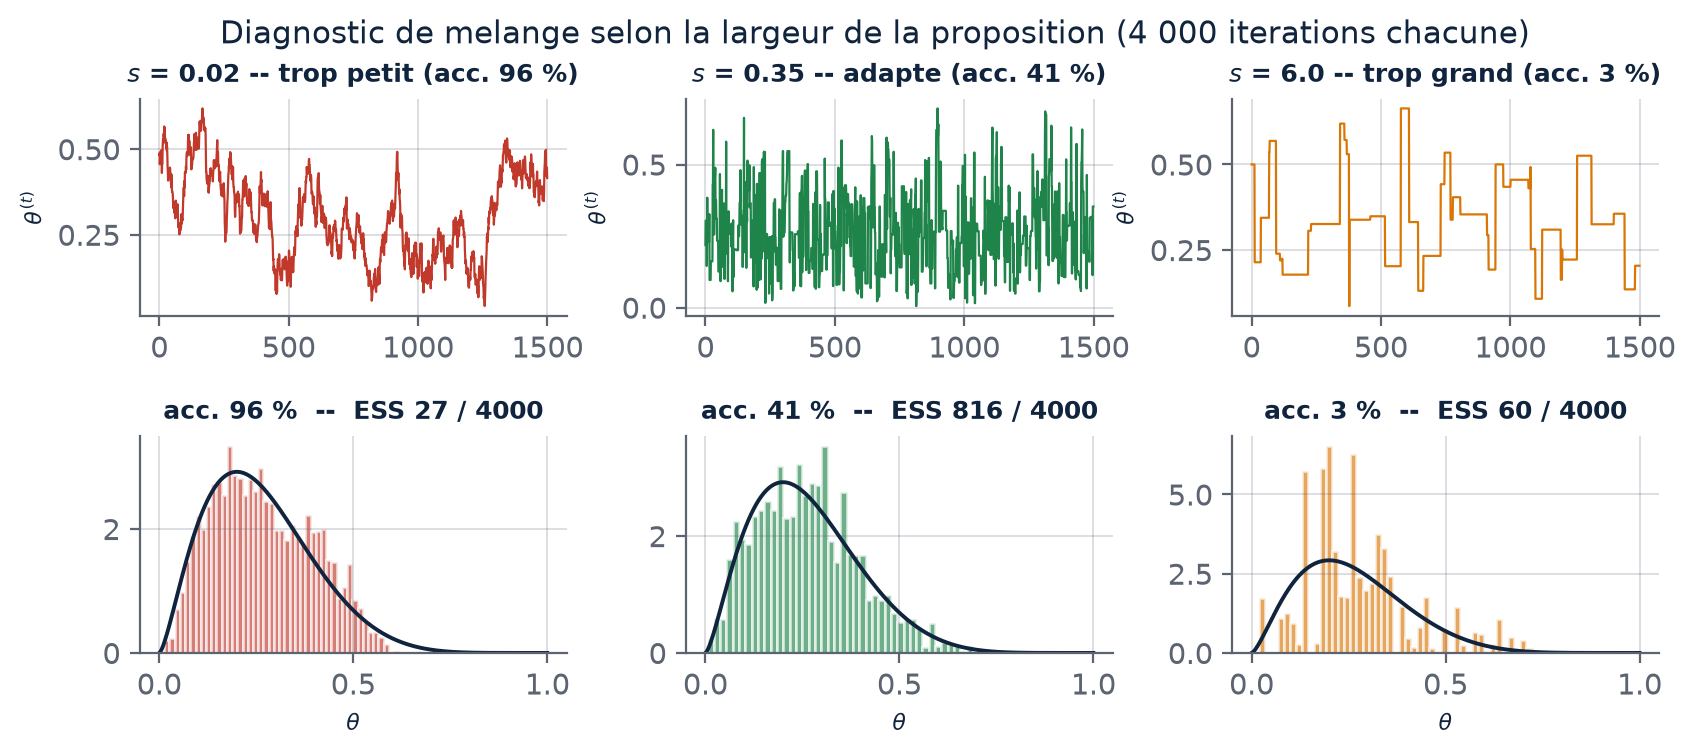 Diagnostic de melange selon la largeur de la proposition (4 000 iterations chacune)
s = 0.02 -- trop petit (acc. 96 %)
s = 0.35 -- adapte (acc. 41 %)
s = 6.0 -- trop grand (acc. 3 %)
θ(t)
0.50
0.25
0 500 1000 1500
θ(t)
0.5
0.0
0 500 1000 1500
θ(t)
0.50
0.25
0 500 1000 1500
acc. 96 % -- ESS 27 / 4000
acc. 41 % -- ESS 816 / 4000
acc. 3 % -- ESS 60 / 4000
2
0
0.0 0.5 1.0
θ
2
0
0.0 0.5 1.0
θ
5.0
2.5
0.0
0.0 0.5 1.0
θ